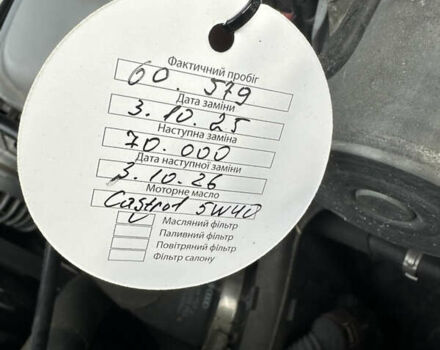 Фактичний пробіг
60.579
Дата заміни
3.10.25
Наступна заміна
70.000
Дата наступної заміни
3.10.26
Моторне масло
Castrol 5W40
Масляний фільтр
Паливний фільтр
Повітряний фільтр
Фільтр салону